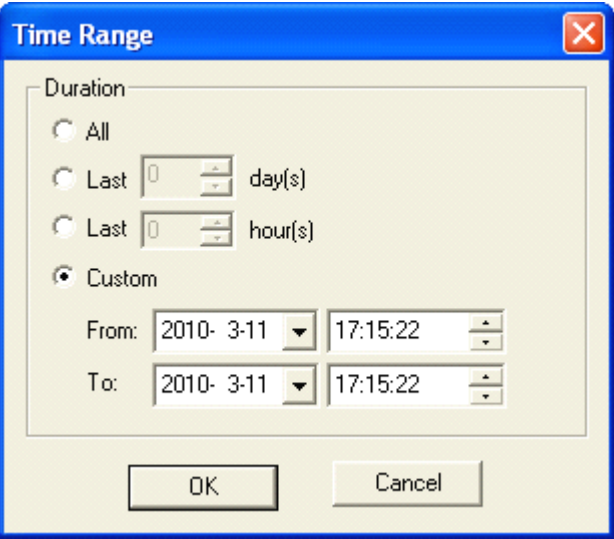 Time Range
Duration
All
Last 0 day(s)
Last 0 hour(s)
Custom
From: 2010- 3-11 17:15:22
To: 2010- 3-11 17:15:22
OK Cancel